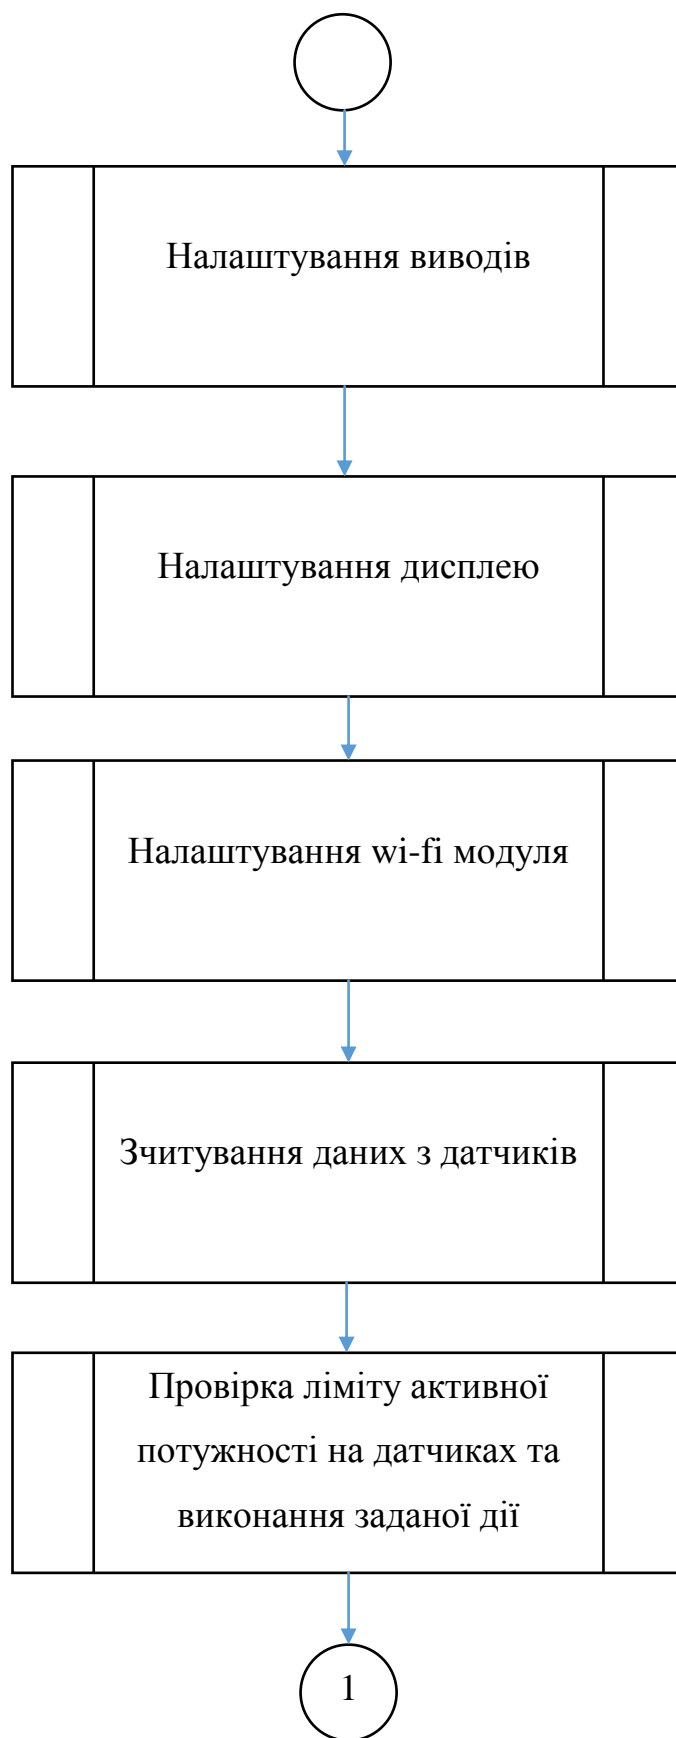 Налаштування виводів
Налаштування дисплею
Налаштування wi-fi модуля
Зчитування даних з датчиків
Провірка ліміту активної
потужності на датчиках та
виконання заданої дії
1